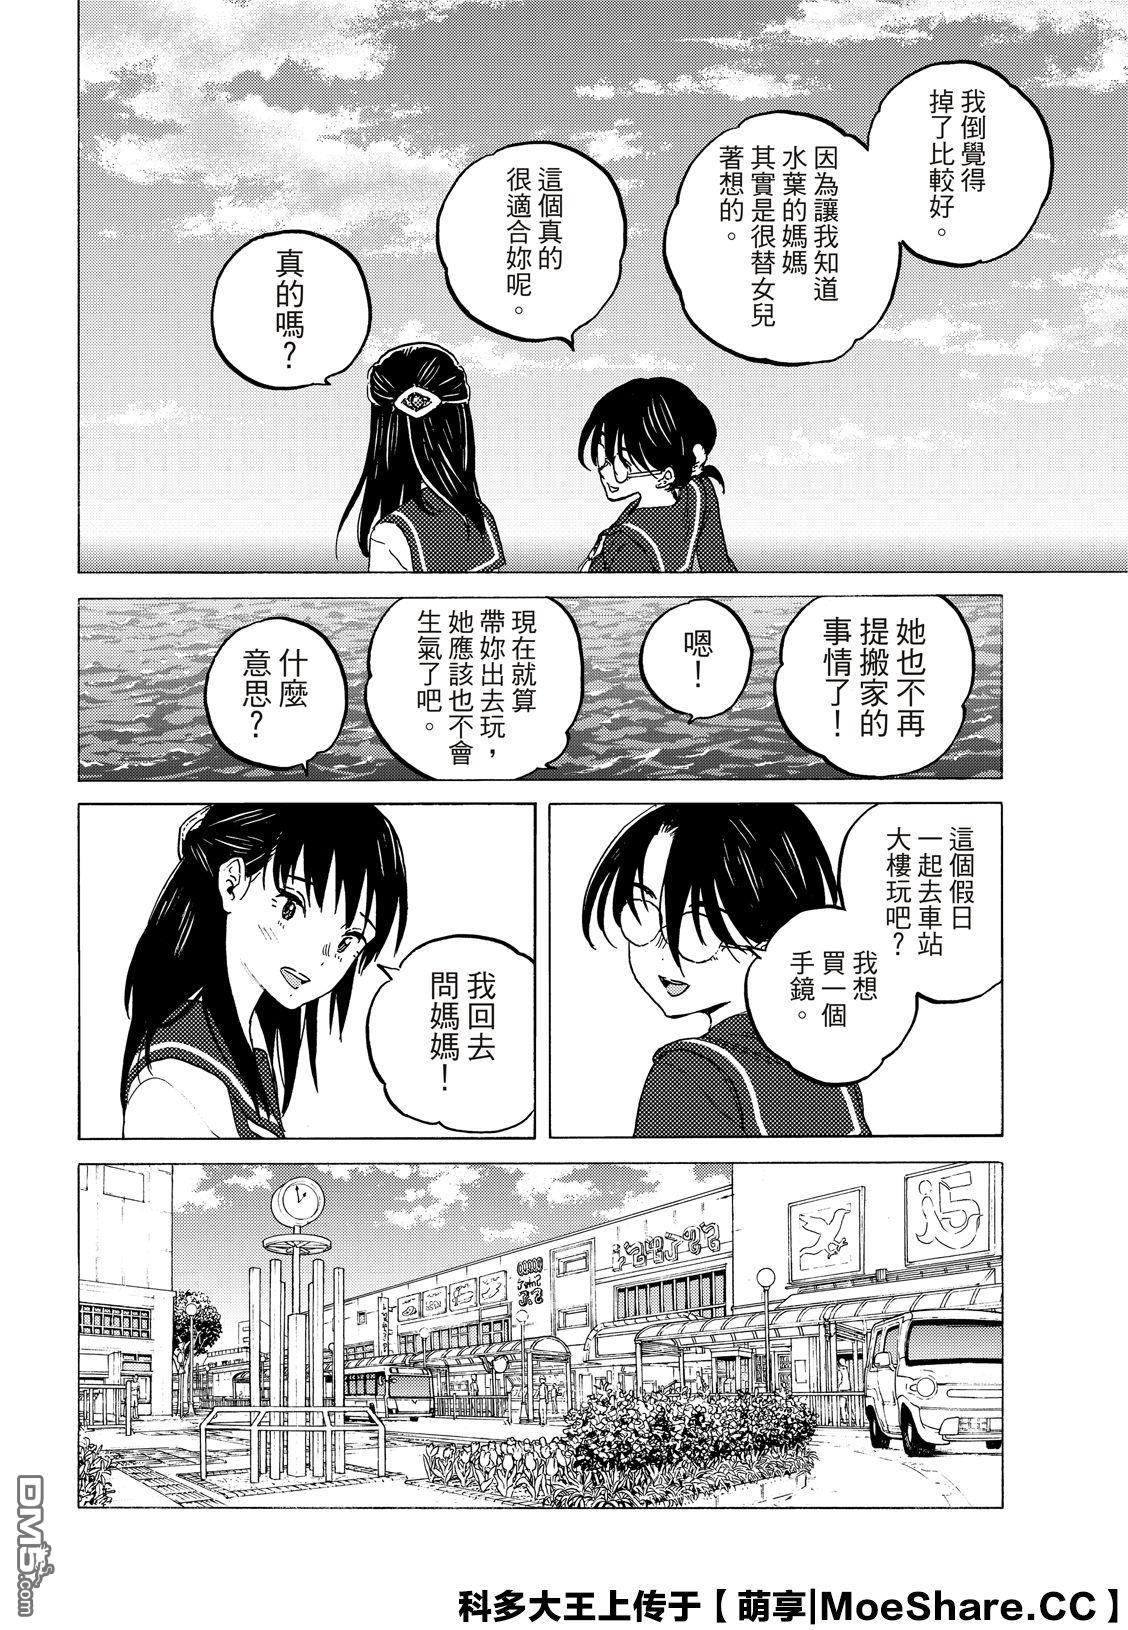 我倒覺得
掉了比較好。
因為讓我知道
水葉的媽媽
其實是很替女兒
著想的。
這個真的
很適合妳呢。
真的嗎？
她也不再
提搬家的
事情了！
嗯！
現在就算
帶妳出去玩，
她應該也不會
生氣了吧。
什麼
意思？
這個假日
一起去車站
大樓玩吧？
我想
買一個
手鏡。
我回去
問媽媽！
i5
DM5
.com
科多大王上传于【萌享|MoeShare.CC】